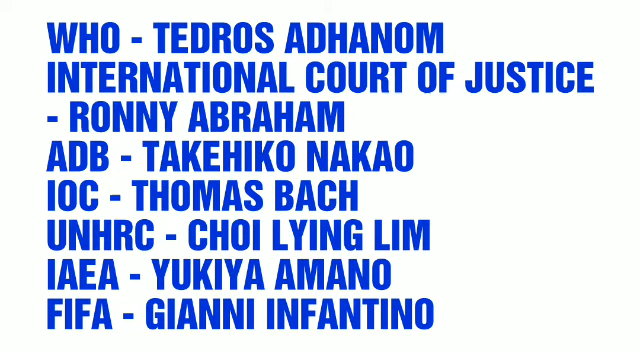 WHO - TEDROS ADHANOM
INTERNATIONAL COURT OF JUSTICE
- RONNY ABRAHAM
ADB - TAKEHIKO NAKAO
IOC - THOMAS BACH
UNHRC - CHOI LYING LIM
IAEA - YUKIYA AMANO
FIFA - GIANNI INFANTINO